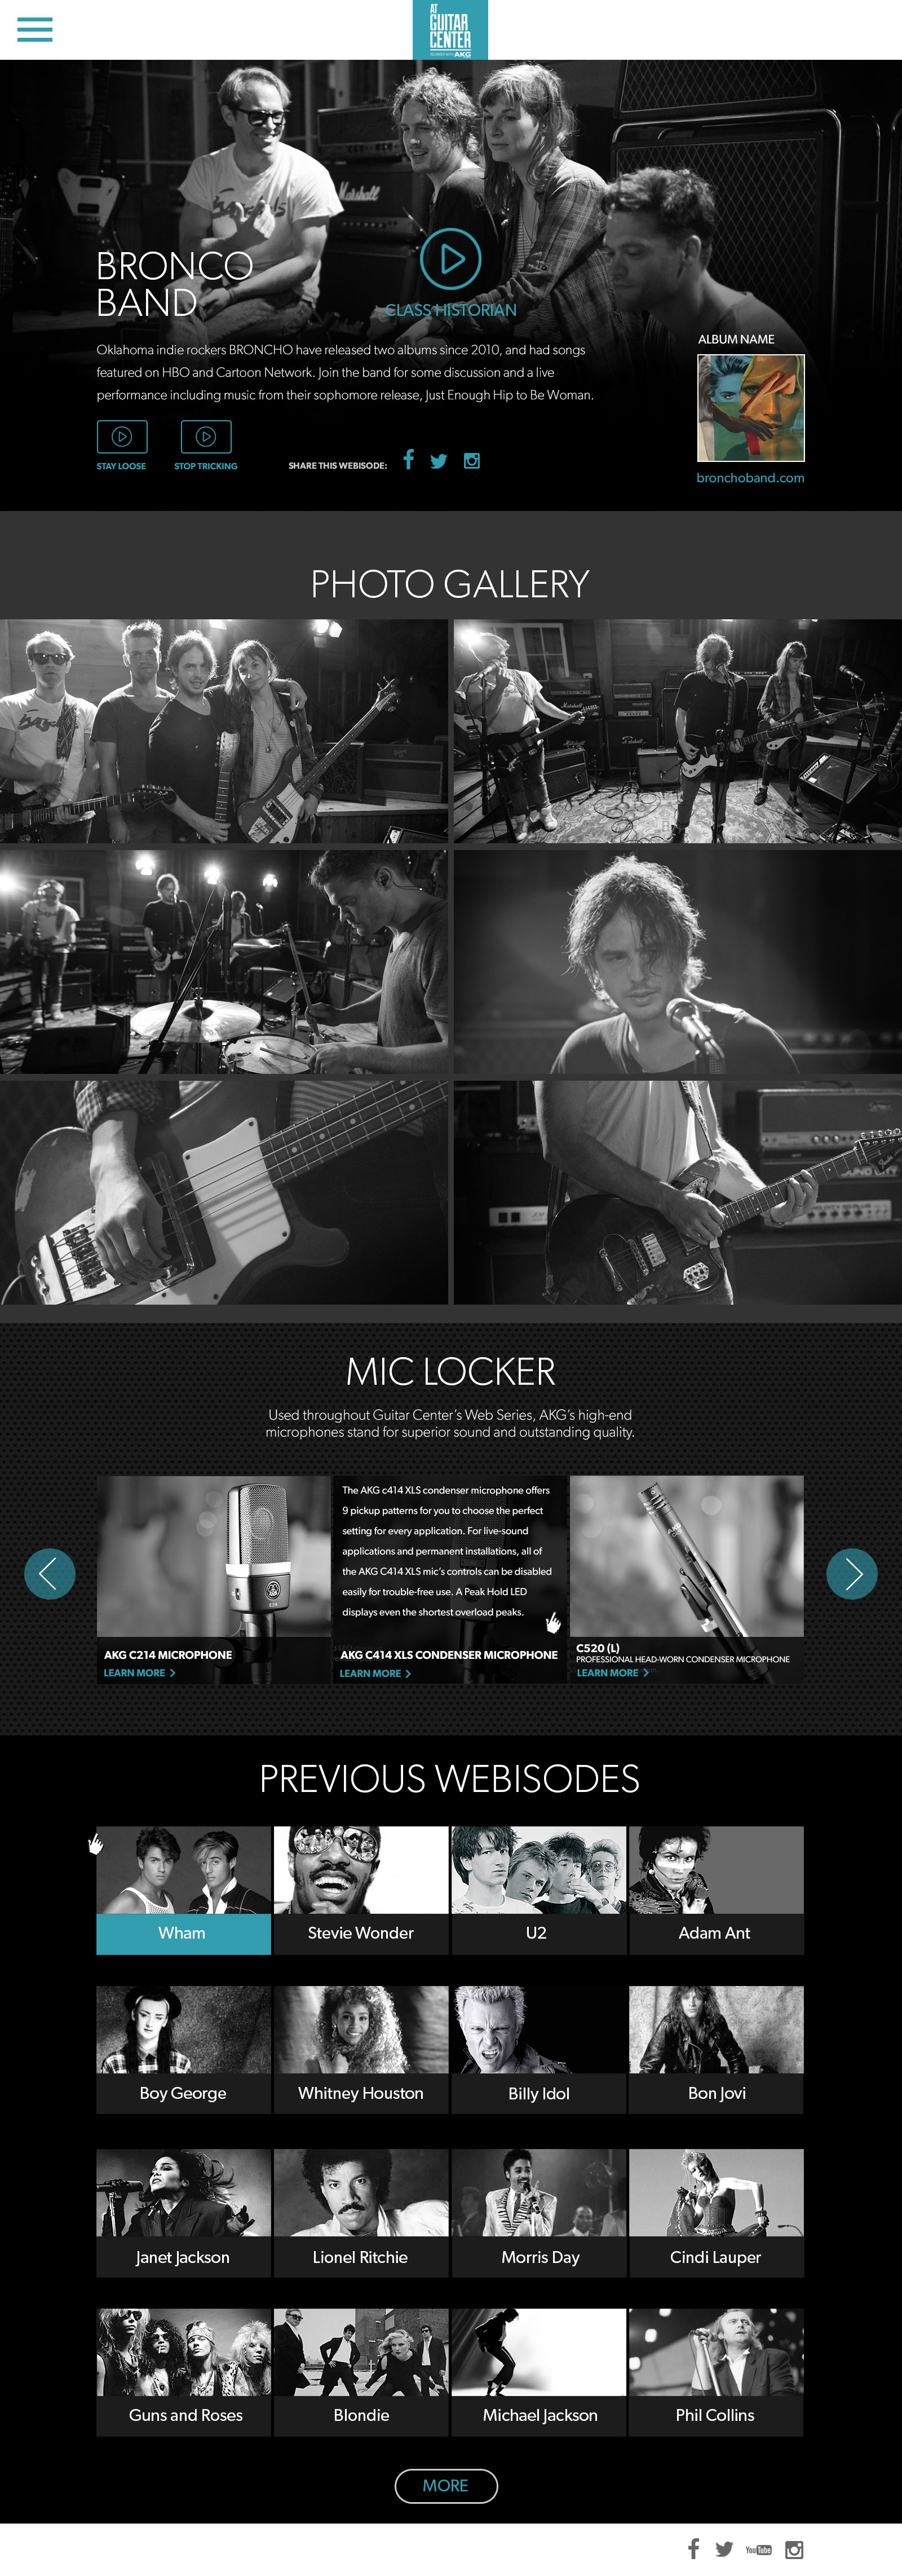 AT
GUITAR
CENTER
RECORDED WITH AKG
BRONCO
BAND
CLASS HISTORIAN
Oklahoma indie rockers BRONCHO have released two albums since 2010, and had songs
featured on HBO and Cartoon Network. Join the band for some discussion and a live
performance including music from their sophomore release, Just Enough Hip to Be Woman.
STAY LOOSE
STOP TRICKING
SHARE THIS WEBISODE:
ALBUM NAME
bronchoband.com
Marshall
PHOTO GALLERY
MIC LOCKER
Used throughout Guitar Center's Web Series, AKG's high-end
microphones stand for superior sound and outstanding quality.
AKG C214 MICROPHONE
LEARN MORE >
The AKG c414 XLS condenser microphone offers
9 pickup patterns for you to choose the perfect
setting for every application. For live-sound
applications and permanent installations, all of
the AKG C414 XLS mic's controls can be disabled
easily for trouble-free use. A Peak Hold LED
displays even the shortest overload peaks.
AKG C414 XLS CONDENSER MICROPHONE
LEARN MORE >
C520 (L)
PROFESSIONAL HEAD-WORN CONDENSER MICROPHONE
LEARN MORE >
PREVIOUS WEBISODES
Wham
Stevie Wonder
U2
Adam Ant
Boy George
Whitney Houston
Billy Idol
Bon Jovi
Janet Jackson
Lionel Ritchie
Morris Day
Cindi Lauper
Guns and Roses
Blondie
Michael Jackson
Phil Collins
MORE
YouTube